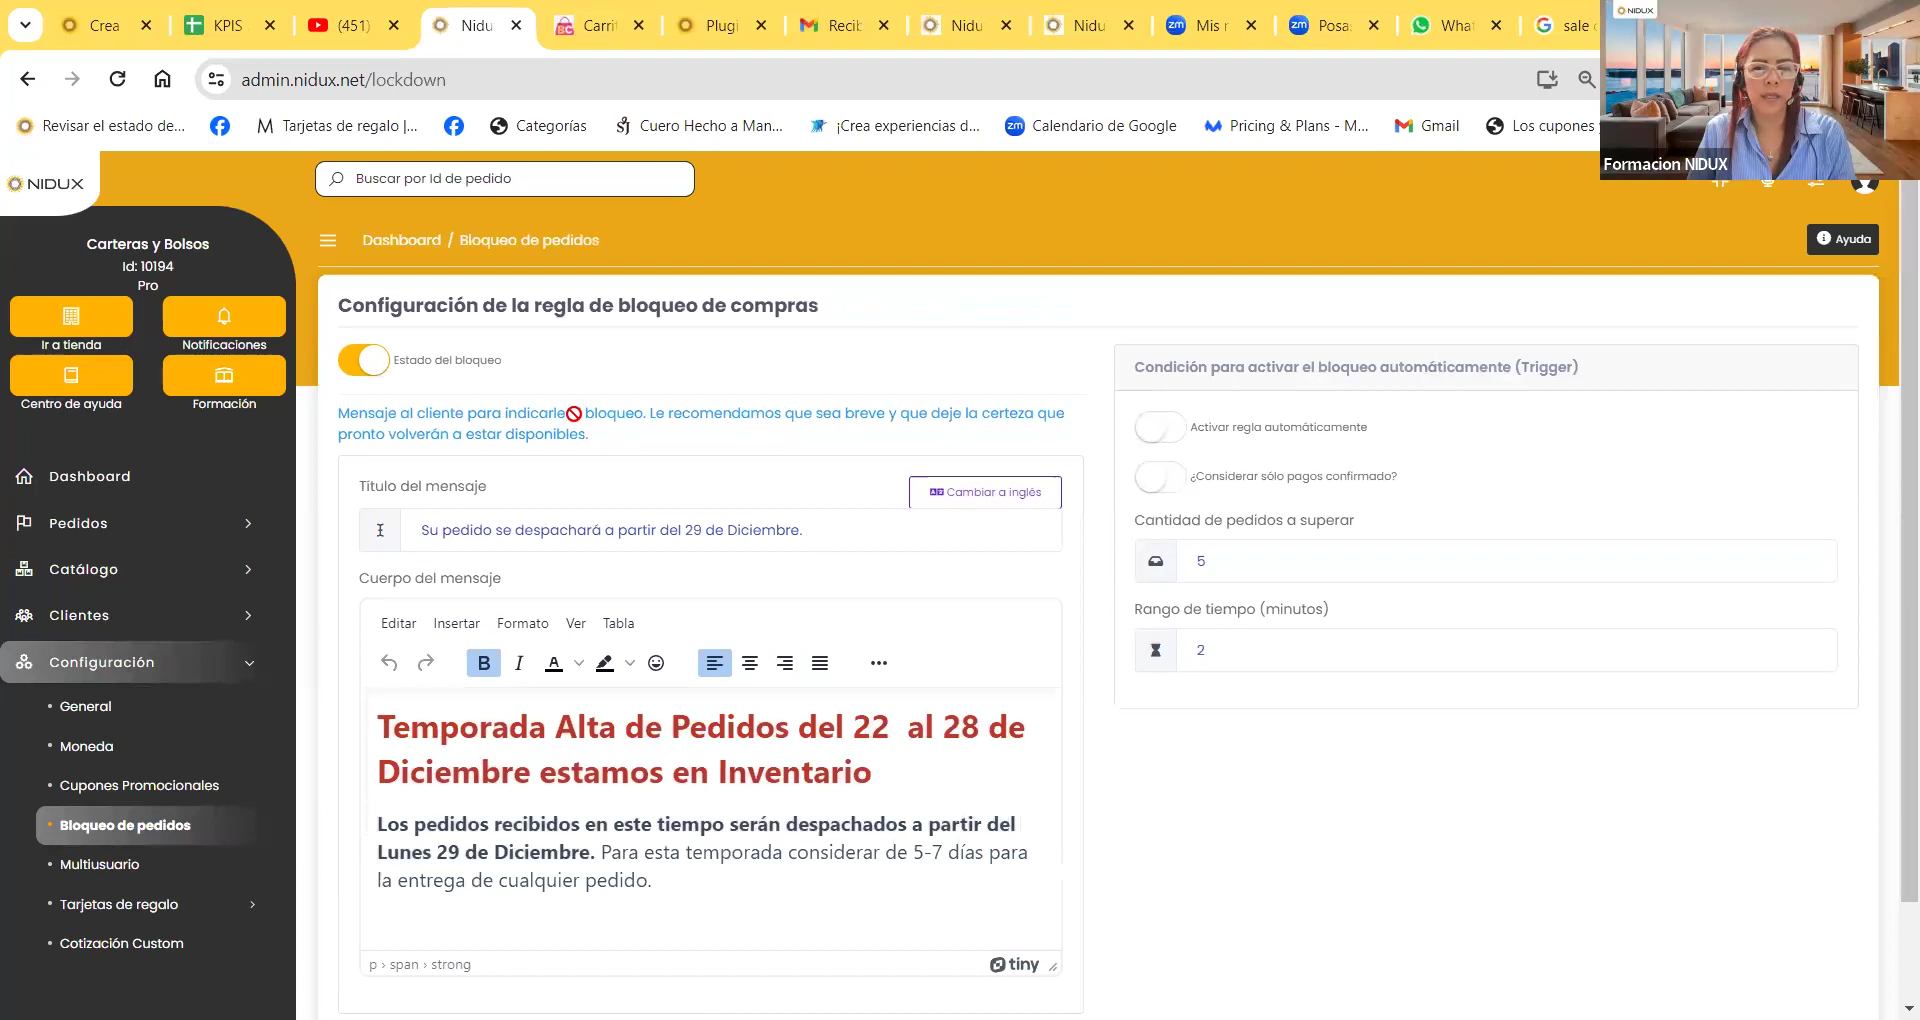 Crea
KPIS
(451)
Nidu
Carri
Plugi
Recib
Nidu
Nidu
zm
Mis r
zm
Posa
What
sale
NIDUX
admin.nidux.net/lockdown
Revisar el estado de...
Tarjetas de regalo |...
Categorías
Cuero Hecho a Man...
¡Crea experiencias d...
zm
Calendario de Google
Pricing & Plans - M...
Gmail
Los cupones
Formacion NIDUX
NIDUX
Buscar por Id de pedido
Carteras y Bolsos
Id: 10194
Pro
Ir a tienda
Notificaciones
Centro de ayuda
Formación
Dashboard / Bloqueo de pedidos
Ayuda
Dashboard
Pedidos
Catálogo
Clientes
Configuración
General
Moneda
Cupones Promocionales
Bloqueo de pedidos
Multiusuario
Tarjetas de regalo
Cotización Custom
Configuración de la regla de bloqueo de compras
Estado del bloqueo
Mensaje al cliente para indicarle bloqueo. Le recomendamos que sea breve y que deje la certeza que
pronto volverán a estar disponibles.
Título del mensaje
Cambiar a inglés
Su pedido se despachará a partir del 29 de Diciembre.
Cuerpo del mensaje
Editar Insertar Formato Ver Tabla
B I A
Temporada Alta de Pedidos del 22 al 28 de
Diciembre estamos en Inventario
Los pedidos recibidos en este tiempo serán despachados a partir del
Lunes 29 de Diciembre. Para esta temporada considerar de 5-7 días para
la entrega de cualquier pedido.
p › span › strong
tiny
Condición para activar el bloqueo automáticamente (Trigger)
Activar regla automáticamente
¿Considerar sólo pagos confirmado?
Cantidad de pedidos a superar
5
Rango de tiempo (minutos)
2